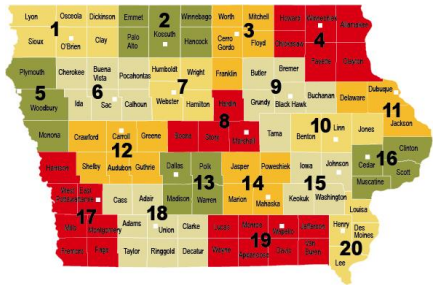 Lyon Osceola Dickinson Emmet Winnebago Worth Mitchell Howard Winneshiek Allamakee
1 2 3 4
Sioux O'Brien Clay Palo Alto Kossuth Hancock Cerro Gordo Floyd Chickasaw
Plymouth Cherokee Buena Vista Pocahontas Humboldt Wright Franklin Butler Bremer Fayette Clayton
5 6 7 8 9 11
Woodbury Ida Sac Calhoun Webster Hamilton Hardin Grundy Black Hawk Buchanan Delaware Dubuque
Monona Crawford Carroll Greene Boone Story Marshall Tama Benton Linn Jones Jackson
12 10
Harrison Shelby Audubon Guthrie Dallas Polk Jasper Poweshiek Iowa Johnson Cedar Clinton
13 14 15 16
Scott
Muscatine
West Pottawattamie East Cass Adair Madison Warren Marion Mahaska Keokuk Washington
17 18
Louisa
Mills Montgomery Adams Union Clarke Lucas Monroe Wapello Jefferson Henry Des Moines
19 20
Fremont Page Taylor Ringgold Decatur Wayne Appanoose Davis Van Buren Lee